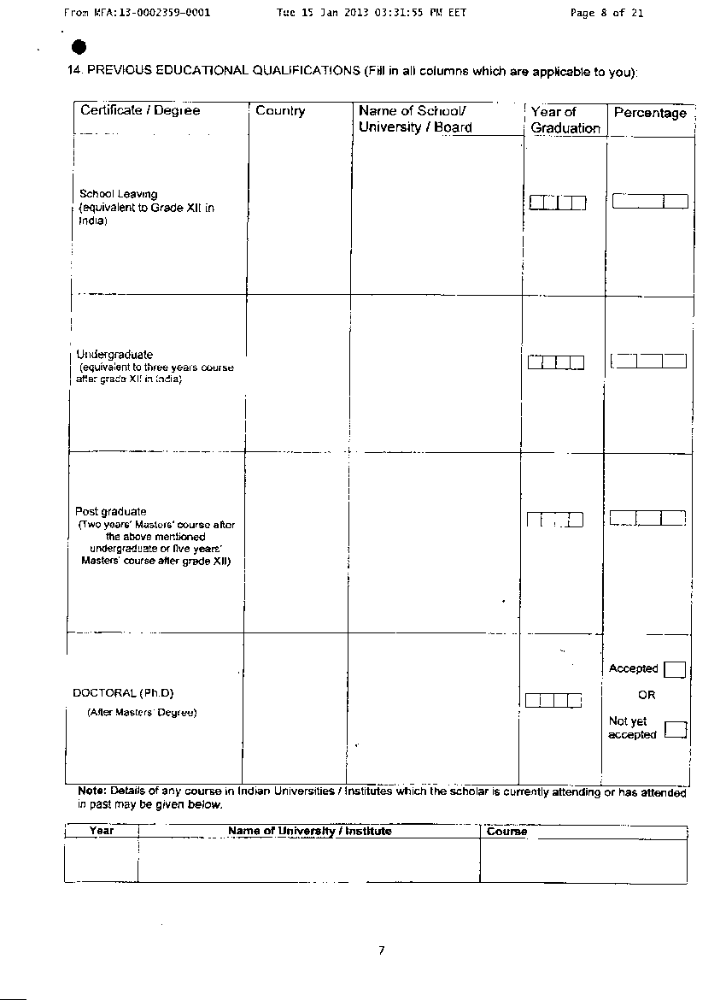 From MFA:13-0002359-0001 Tue 15 Jan 2013 03:31:55 PM EET Page 8 of 21
14. PREVIOUS EDUCATIONAL QUALIFICATIONS (Fill in all columns which are applicable to you):
Certificate / Degree Country Name of School/ Year of Percentage
University / Board Graduation
School Leaving
(equivalent to Grade XII in
India)
Undergraduate
(equivalent to three years course
after grade XII in India)
Post graduate
(Two years' Masters' course after
the above mentioned
undergraduate or five years'
Masters' course after grade XII)
Accepted
DOCTORAL (Ph.D) OR
(After Masters' Degree)
Not yet
accepted
Note: Details of any course in Indian Universities / Institutes which the scholar is currently attending or has attended
in past may be given below.
Year Name of University / Institute Course
7